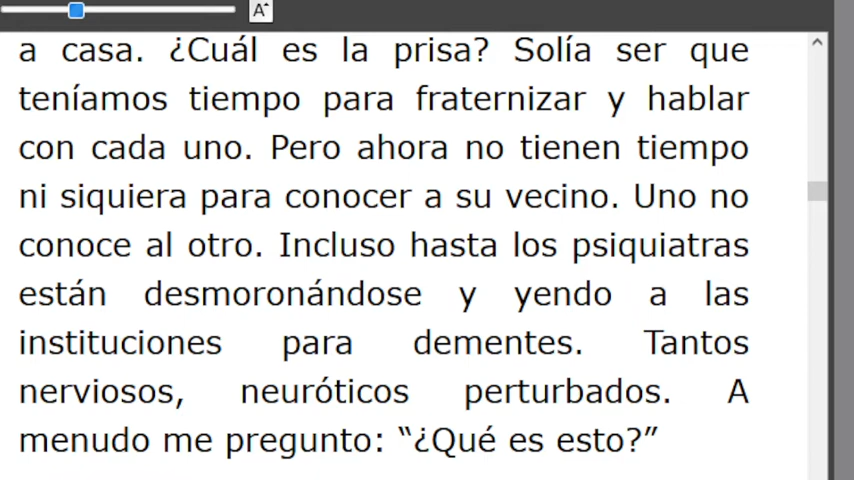 A
a casa. ¿Cuál es la prisa? Solía ser que
teníamos tiempo para fraternizar y hablar
con cada uno. Pero ahora no tienen tiempo
ni siquiera para conocer a su vecino. Uno no
conoce al otro. Incluso hasta los psiquiatras
están desmoronándose y yendo a las
instituciones para dementes. Tantos
nerviosos, neuróticos perturbados. A
menudo me pregunto: “¿Qué es esto?”